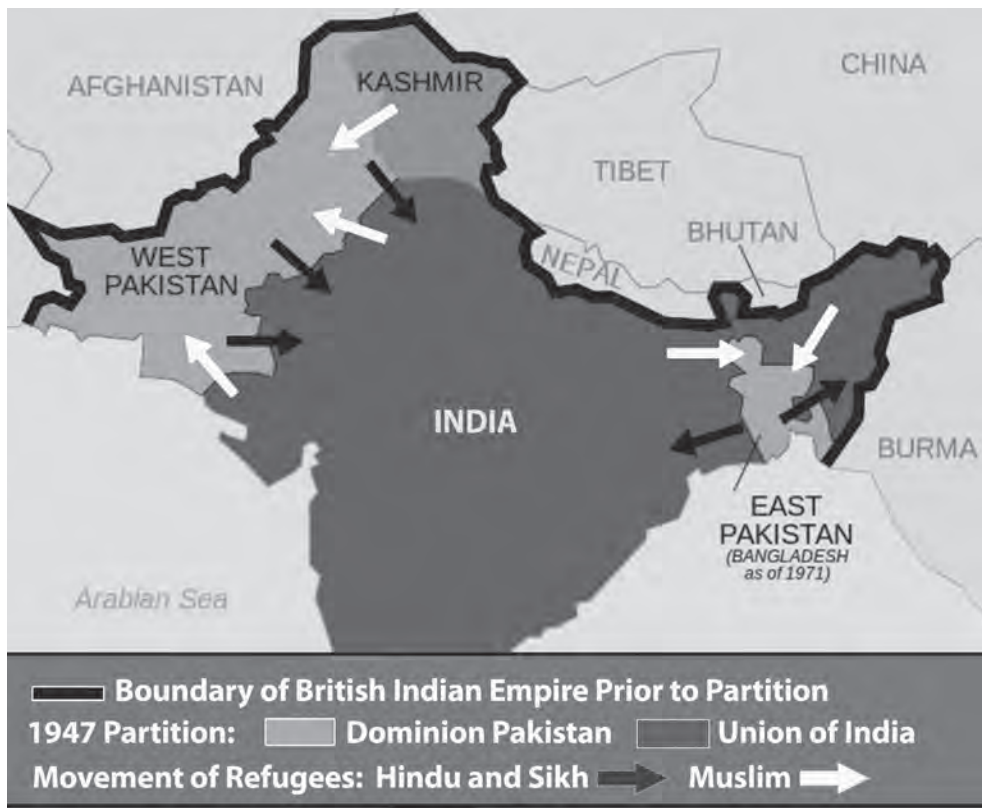 AFGHANISTAN
KASHMIR
CHINA
TIBET
BHUTAN
NEPAL
WEST
PAKISTAN
INDIA
BURMA
EAST
PAKISTAN
(BANGLADESH
as of 1971)
Arabian Sea
Boundary of British Indian Empire Prior to Partition
1947 Partition: Dominion Pakistan Union of India
Movement of Refugees: Hindu and Sikh Muslim